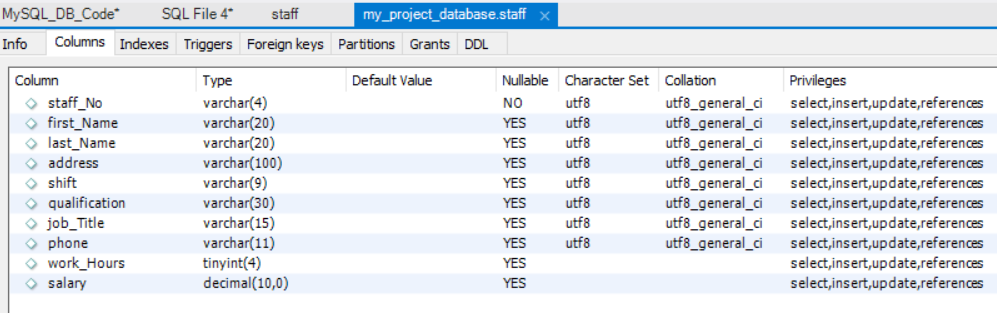 MySQL_DB_Code* SQL File 4* staff my_project_database.staff ×
Info Columns Indexes Triggers Foreign keys Partitions Grants DDL
Column Type Default Value Nullable Character Set Collation Privileges
staff_No varchar(4) NO utf8 utf8_general_ci select,insert,update,references
first_Name varchar(20) YES utf8 utf8_general_ci select,insert,update,references
last_Name varchar(20) YES utf8 utf8_general_ci select,insert,update,references
address varchar(100) YES utf8 utf8_general_ci select,insert,update,references
shift varchar(9) YES utf8 utf8_general_ci select,insert,update,references
qualification varchar(30) YES utf8 utf8_general_ci select,insert,update,references
job_Title varchar(15) YES utf8 utf8_general_ci select,insert,update,references
phone varchar(11) YES utf8 utf8_general_ci select,insert,update,references
work_Hours tinyint(4) YES select,insert,update,references
salary decimal(10,0) YES select,insert,update,references